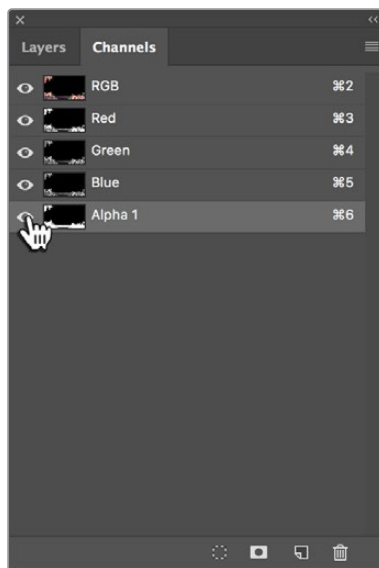 Layers Channels
RGB ⌘2
Red ⌘3
Green ⌘4
Blue ⌘5
Alpha 1 ⌘6